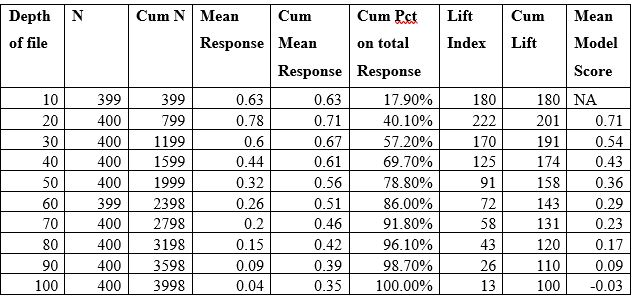 Depth of file N Cum N Mean Response Cum Mean Response Cum Pct on total Response Lift Index Cum Lift Mean Model Score
10 399 399 0.63 0.63 17.90% 180 180 NA
20 400 799 0.78 0.71 40.10% 222 201 0.71
30 400 1199 0.6 0.67 57.20% 170 191 0.54
40 400 1599 0.44 0.61 69.70% 125 174 0.43
50 400 1999 0.32 0.56 78.80% 91 158 0.36
60 399 2398 0.26 0.51 86.00% 72 143 0.29
70 400 2798 0.2 0.46 91.80% 58 131 0.23
80 400 3198 0.15 0.42 96.10% 43 120 0.17
90 400 3598 0.09 0.39 98.70% 26 110 0.09
100 400 3998 0.04 0.35 100.00% 13 100 -0.03